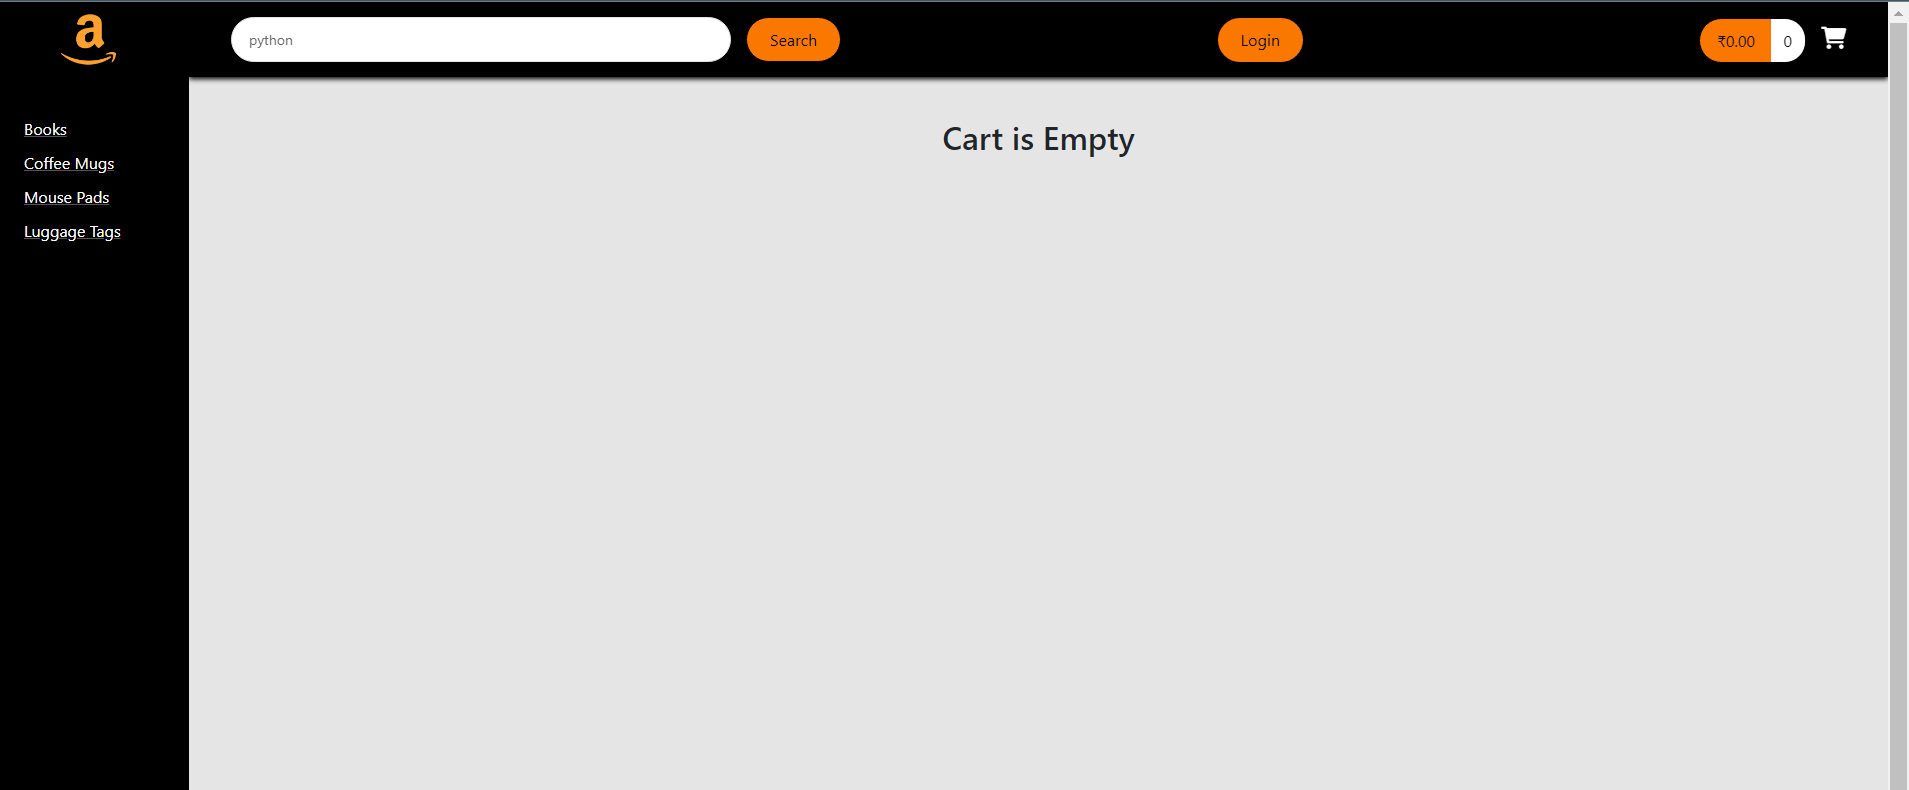 a
python
Search
Login
₹0.00
0
Books
Coffee Mugs
Mouse Pads
Luggage Tags
Cart is Empty